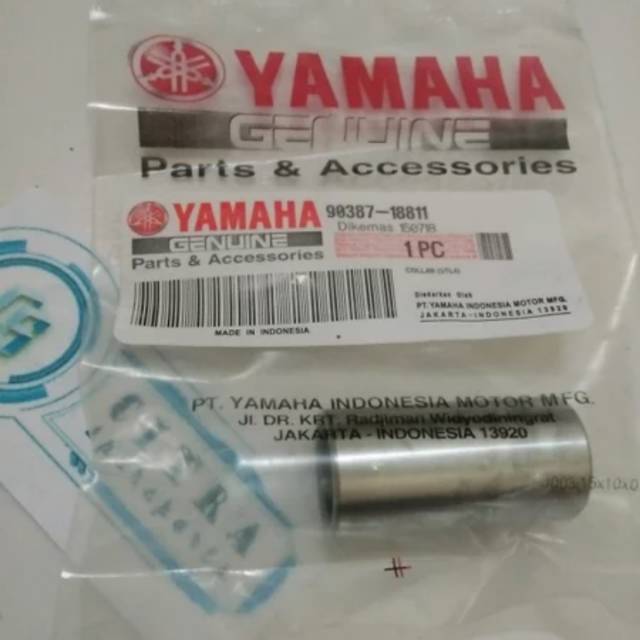 YAMAHA
GENUINE
Parts & Accessories
YAMAHA 90387-18811
GENUINE Dikemas 15071B
Parts & Accessories 1 PC
Diedarkan Oleh
PT. YAMAHA INDONESIA MOTOR MFG.
JAKARTA-INDONESIA 13920
MADE IN INDONESIA
PT. YAMAHA INDONESIA MOTOR MFG.
Jl. DR. KRT. Radjiman Widyodiningrat
JAKARTA - INDONESIA 13920